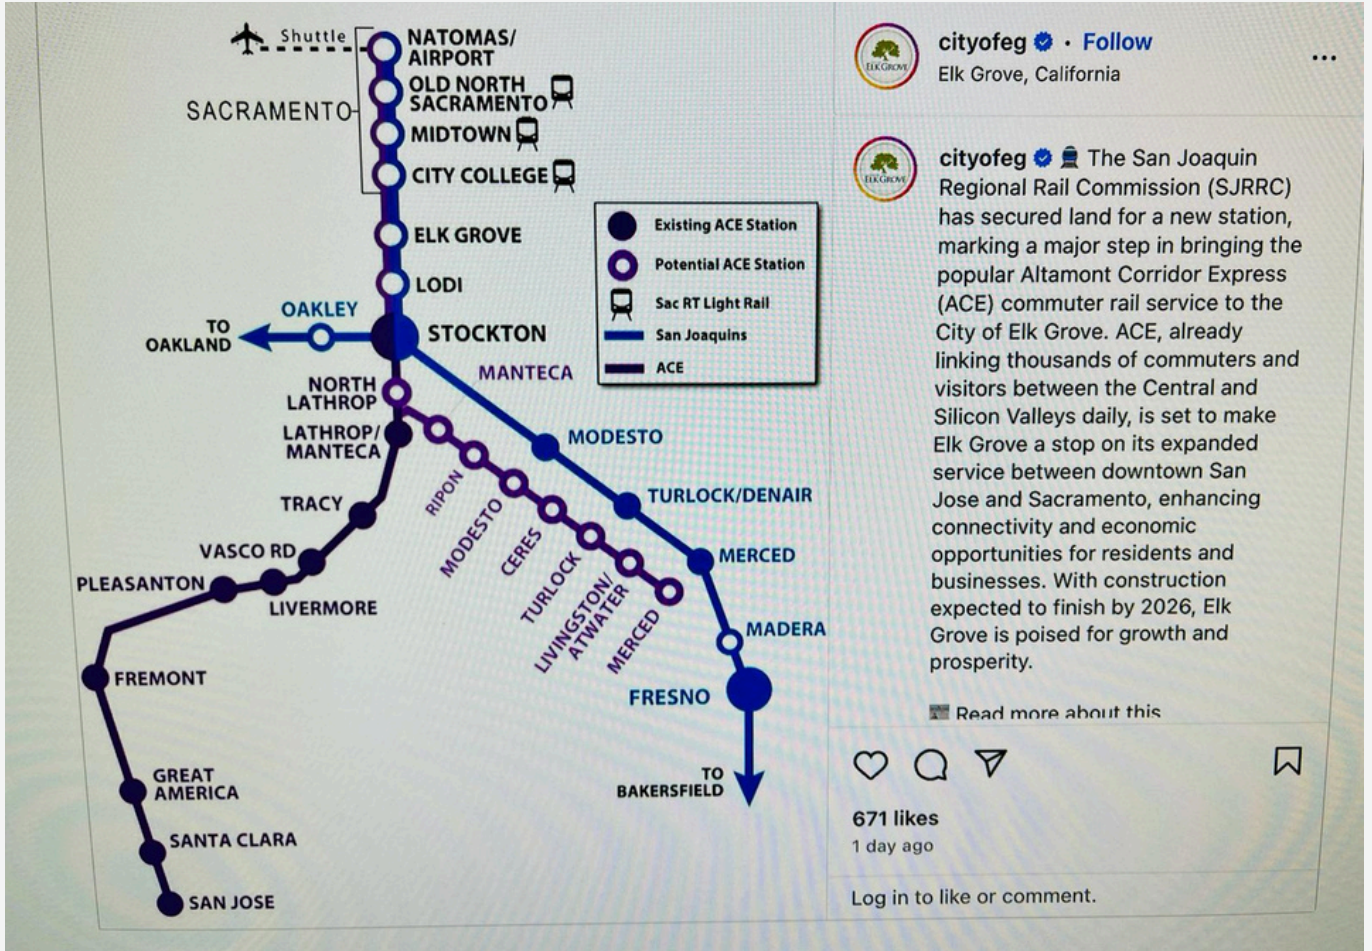 Shuttle
NATOMAS/
AIRPORT
OLD NORTH
SACRAMENTO
SACRAMENTO
MIDTOWN
CITY COLLEGE
ELK GROVE
LODI
OAKLEY
TO
OAKLAND
STOCKTON
MANTECA
NORTH
LATHROP
LATHROP/
MANTECA
MODESTO
TRACY
RIPON
TURLOCK/DENAIR
MODESTO
VASCO RD
CERES
MERCED
PLEASANTON
LIVERMORE
TURLOCK
LIVINGSTON/
ATWATER
MERCED
MADERA
FREMONT
FRESNO
GREAT
AMERICA
TO
BAKERSFIELD
SANTA CLARA
SAN JOSE
Existing ACE Station
Potential ACE Station
Sac RT Light Rail
San Joaquins
ACE
ELK GROVE
cityofeg • Follow
Elk Grove, California
ELK GROVE
cityofeg The San Joaquin
Regional Rail Commission (SJRRC)
has secured land for a new station,
marking a major step in bringing the
popular Altamont Corridor Express
(ACE) commuter rail service to the
City of Elk Grove. ACE, already
linking thousands of commuters and
visitors between the Central and
Silicon Valleys daily, is set to make
Elk Grove a stop on its expanded
service between downtown San
Jose and Sacramento, enhancing
connectivity and economic
opportunities for residents and
businesses. With construction
expected to finish by 2026, Elk
Grove is poised for growth and
prosperity.
Read more about this
671 likes
1 day ago
Log in to like or comment.